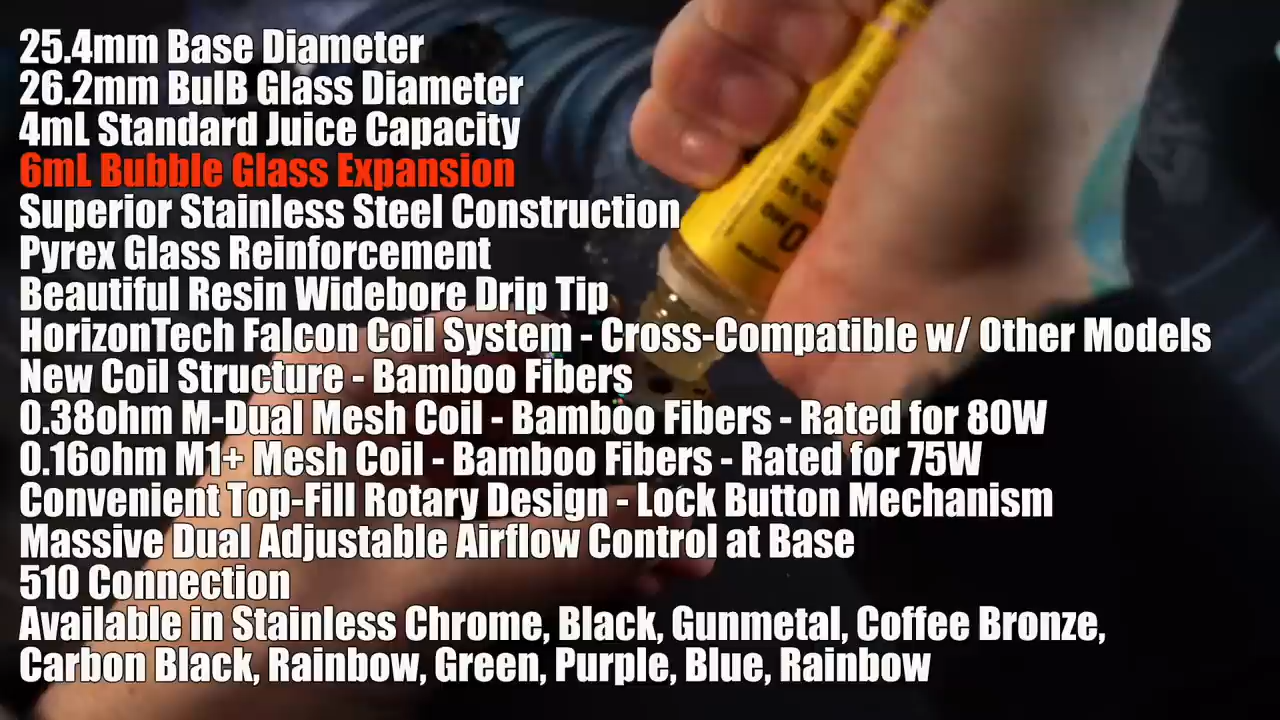 25.4mm Base Diameter
26.2mm BulB Glass Diameter
4mL Standard Juice Capacity
6mL Bubble Glass Expansion
Superior Stainless Steel Construction
Pyrex Glass Reinforcement
Beautiful Resin Widebore Drip Tip
HorizonTech Falcon Coil System - Cross-Compatible w/ Other Models
New Coil Structure - Bamboo Fibers
0.38ohm M-Dual Mesh Coil - Bamboo Fibers - Rated for 80W
0.16ohm M1+ Mesh Coil - Bamboo Fibers - Rated for 75W
Convenient Top-Fill Rotary Design - Lock Button Mechanism
Massive Dual Adjustable Airflow Control at Base
510 Connection
Available in Stainless Chrome, Black, Gunmetal, Coffee Bronze,
Carbon Black, Rainbow, Green, Purple, Blue, Rainbow